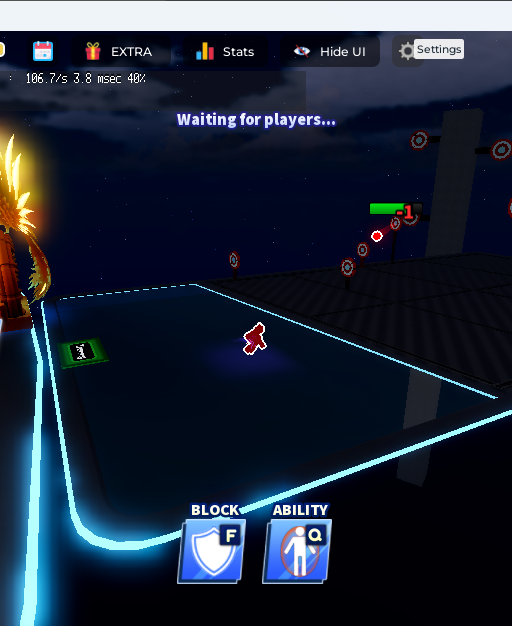 EXTRA
Stats
Hide UI
Settings
: 106.7/s 3.8 msec 40%
Waiting for players...
-1
BLOCK
ABILITY
F
Q